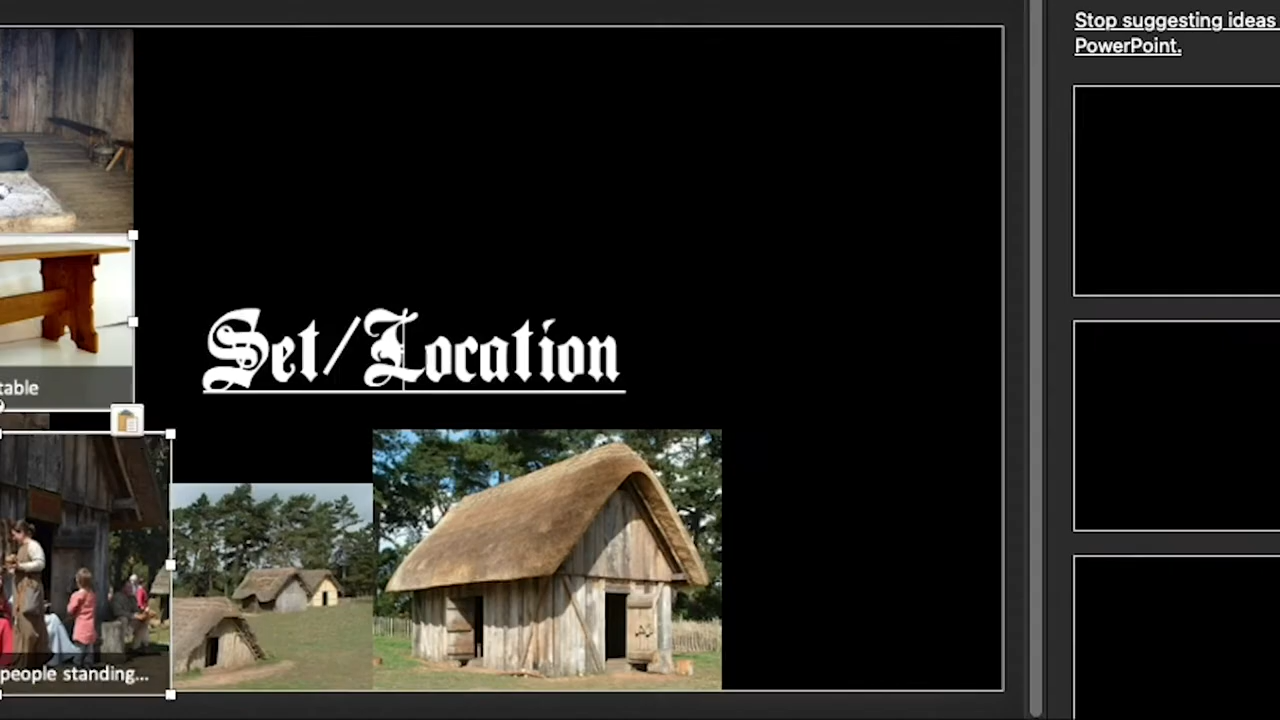 Stop suggesting ideas
PowerPoint.
Set/Location
table
people standing...